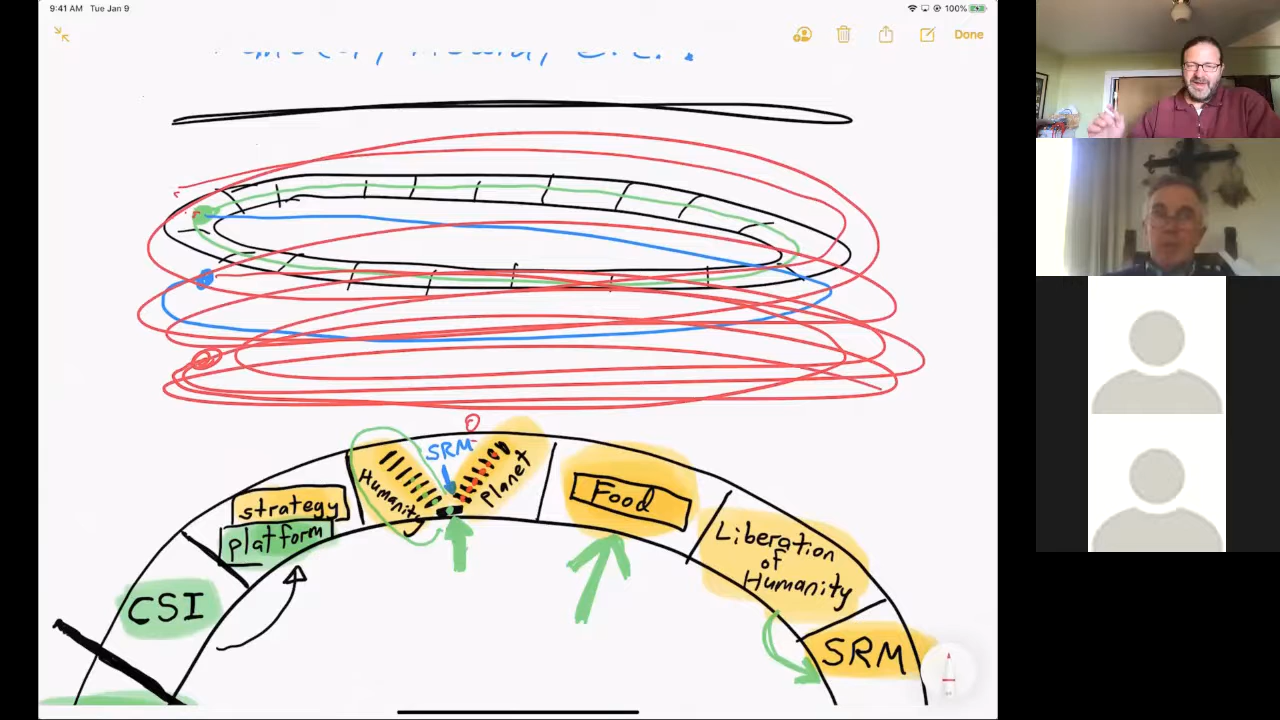 9:41 AM Tue Jan 9
100%
Done
SRM
Humanity
Planet
strategy
platform
Food
Liberation
of
Humanity
CSI
SRM